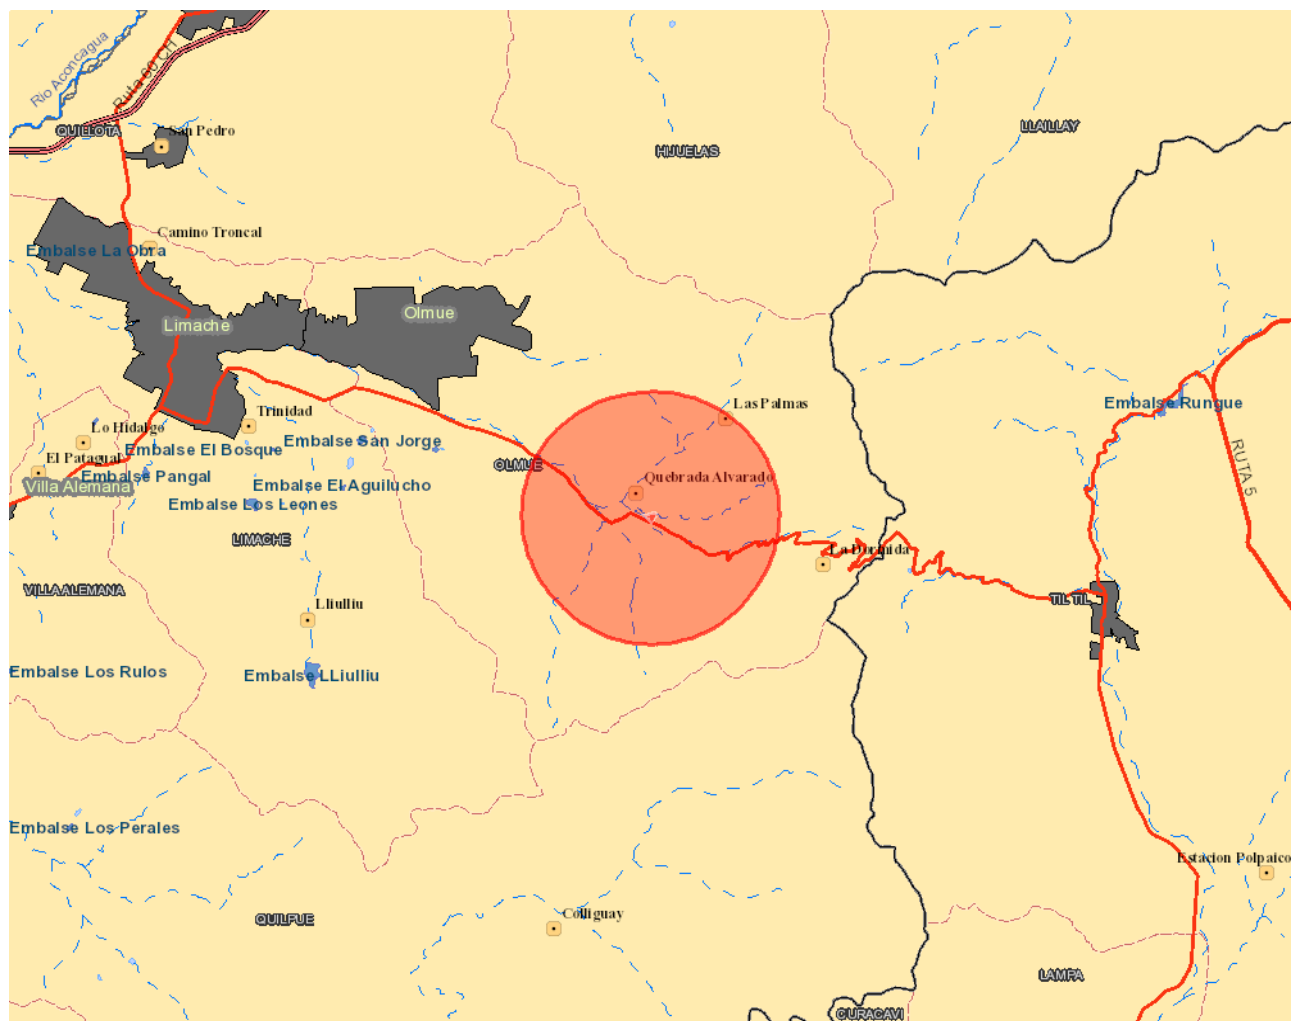 Rio Aconcagua
Ruta 60 CH
QUILLOTA
San Pedro
LLAILLAY
HIJUELAS
Camino Troncal
Embalse La Obra
Limache
Olmue
Las Palmas
Embalse Rungue
Trinidad
Lo Hidalgo
Embalse San Jorge
Embalse El Bosque
El Patagual
OLMUE
RUTA 5
Embalse Pangal
Quebrada Alvarado
Villa Alemana
Embalse El Aguilucho
Embalse Los Leones
LIMACHE
La Dormida
VILLA ALEMANA
TIL TIL
Lliulliu
Embalse Los Rulos
Embalse LLiulliu
Embalse Los Perales
Estacion Polpaico
Colliguay
QUILPUE
LAMPA
CURACAVI